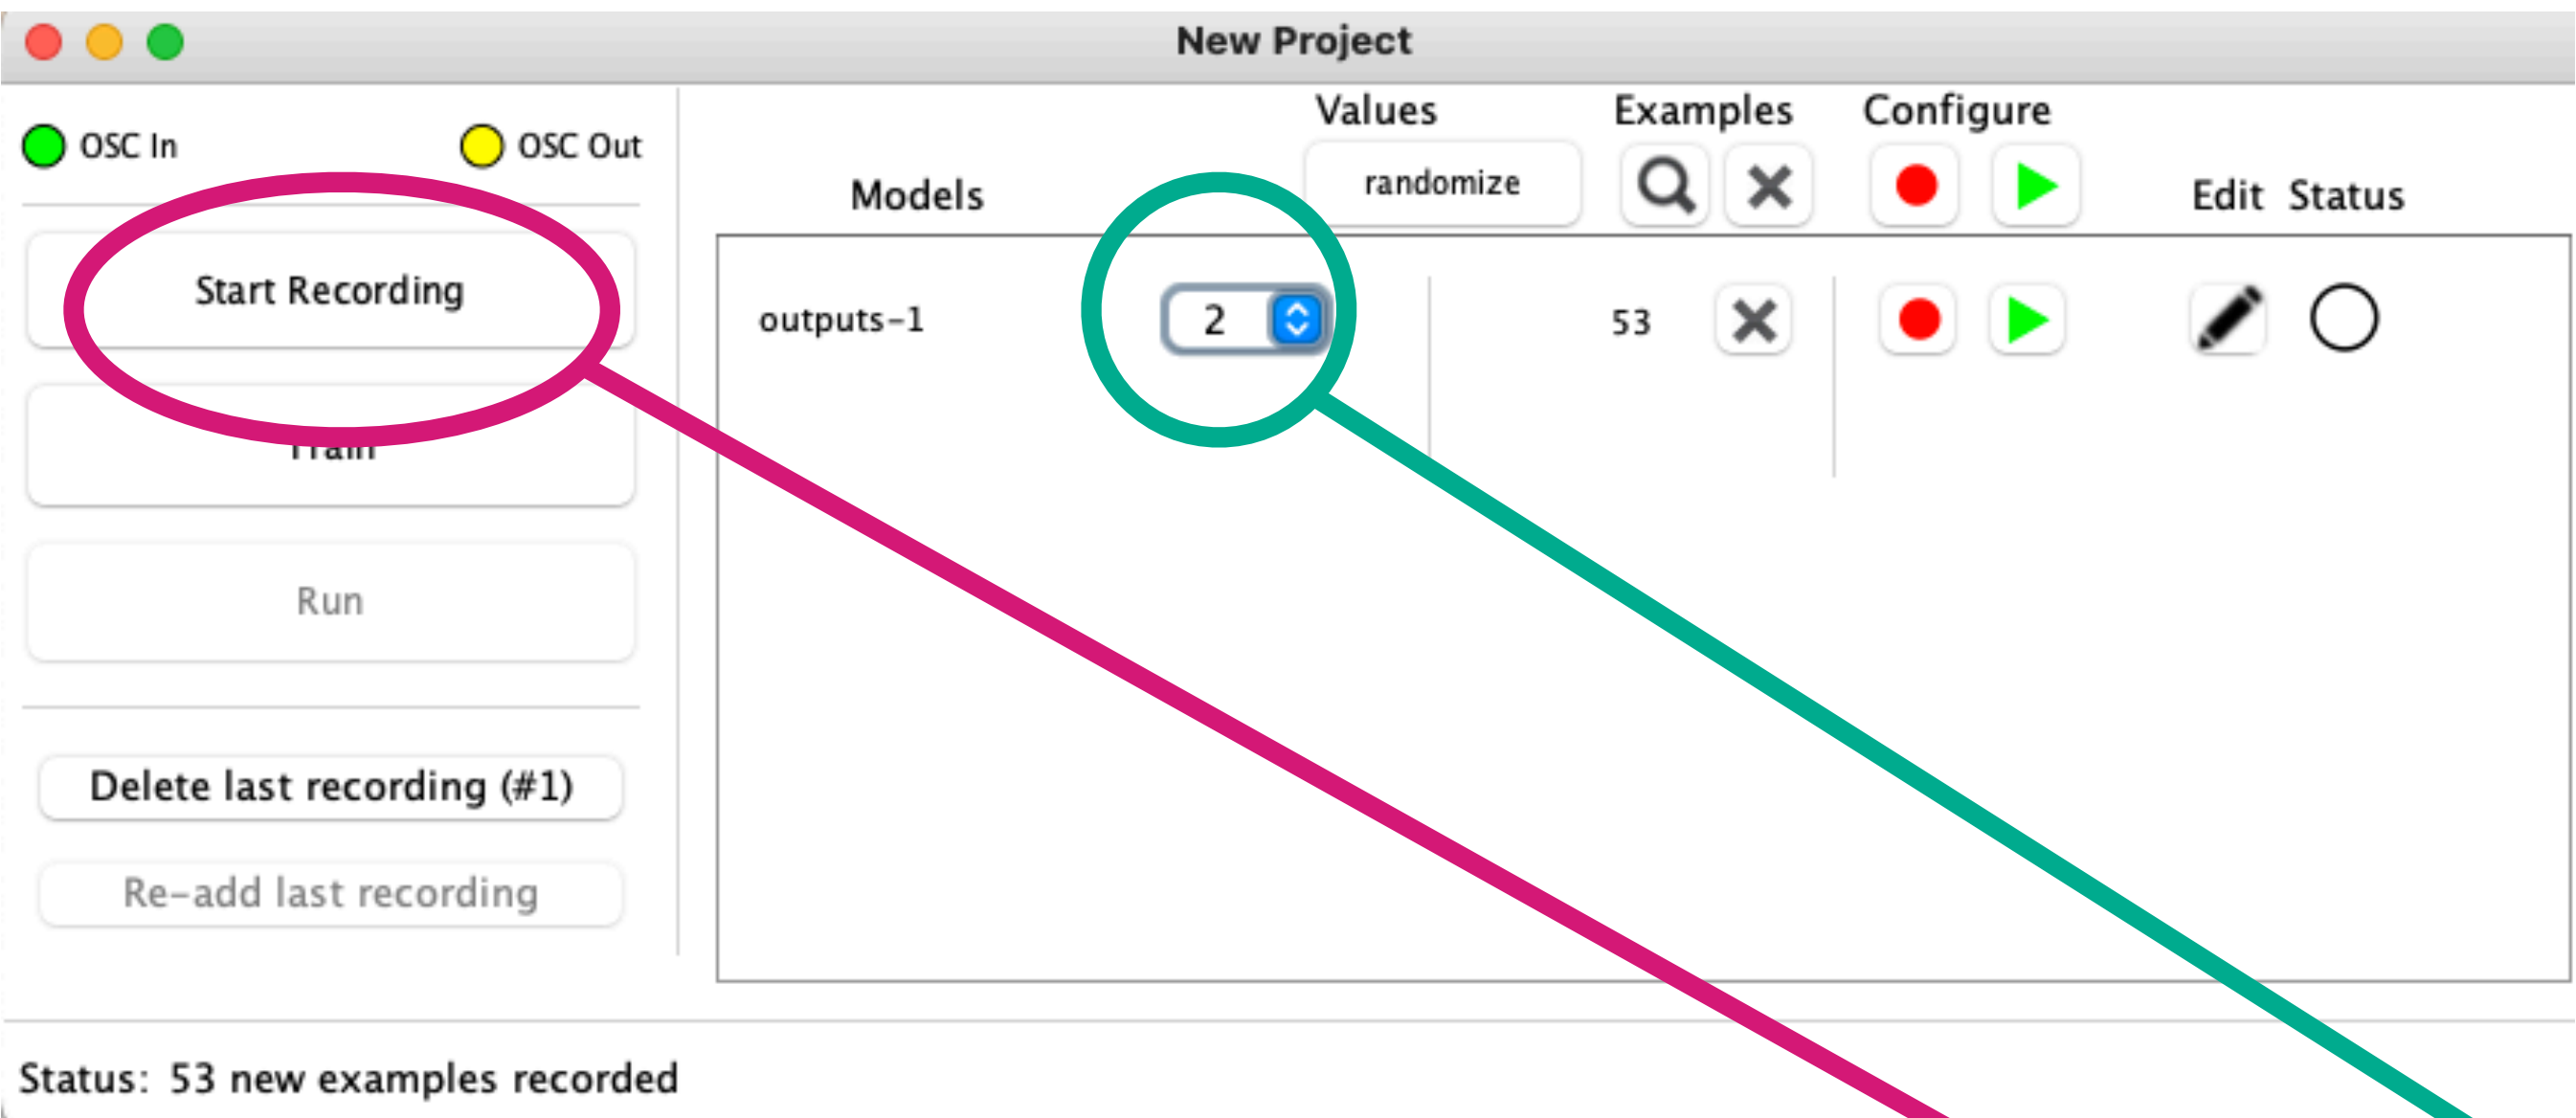 New Project
OSC In
OSC Out
Start Recording
Train
Run
Delete last recording (#1)
Re-add last recording
Values
Examples
Configure
Models
randomize
Edit
Status
outputs-1
2
53
Status: 53 new examples recorded